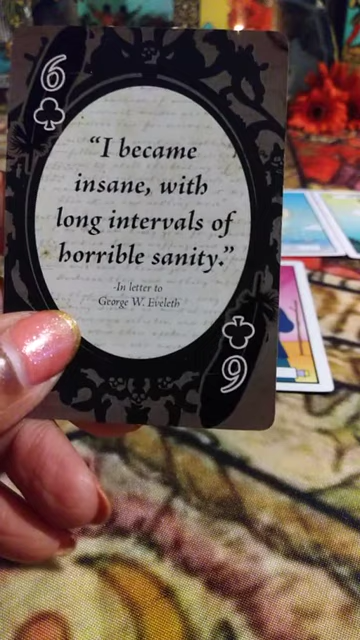 6
“I became
insane, with
long intervals of
horrible sanity.”
-In letter to
George W. Eveleth
6